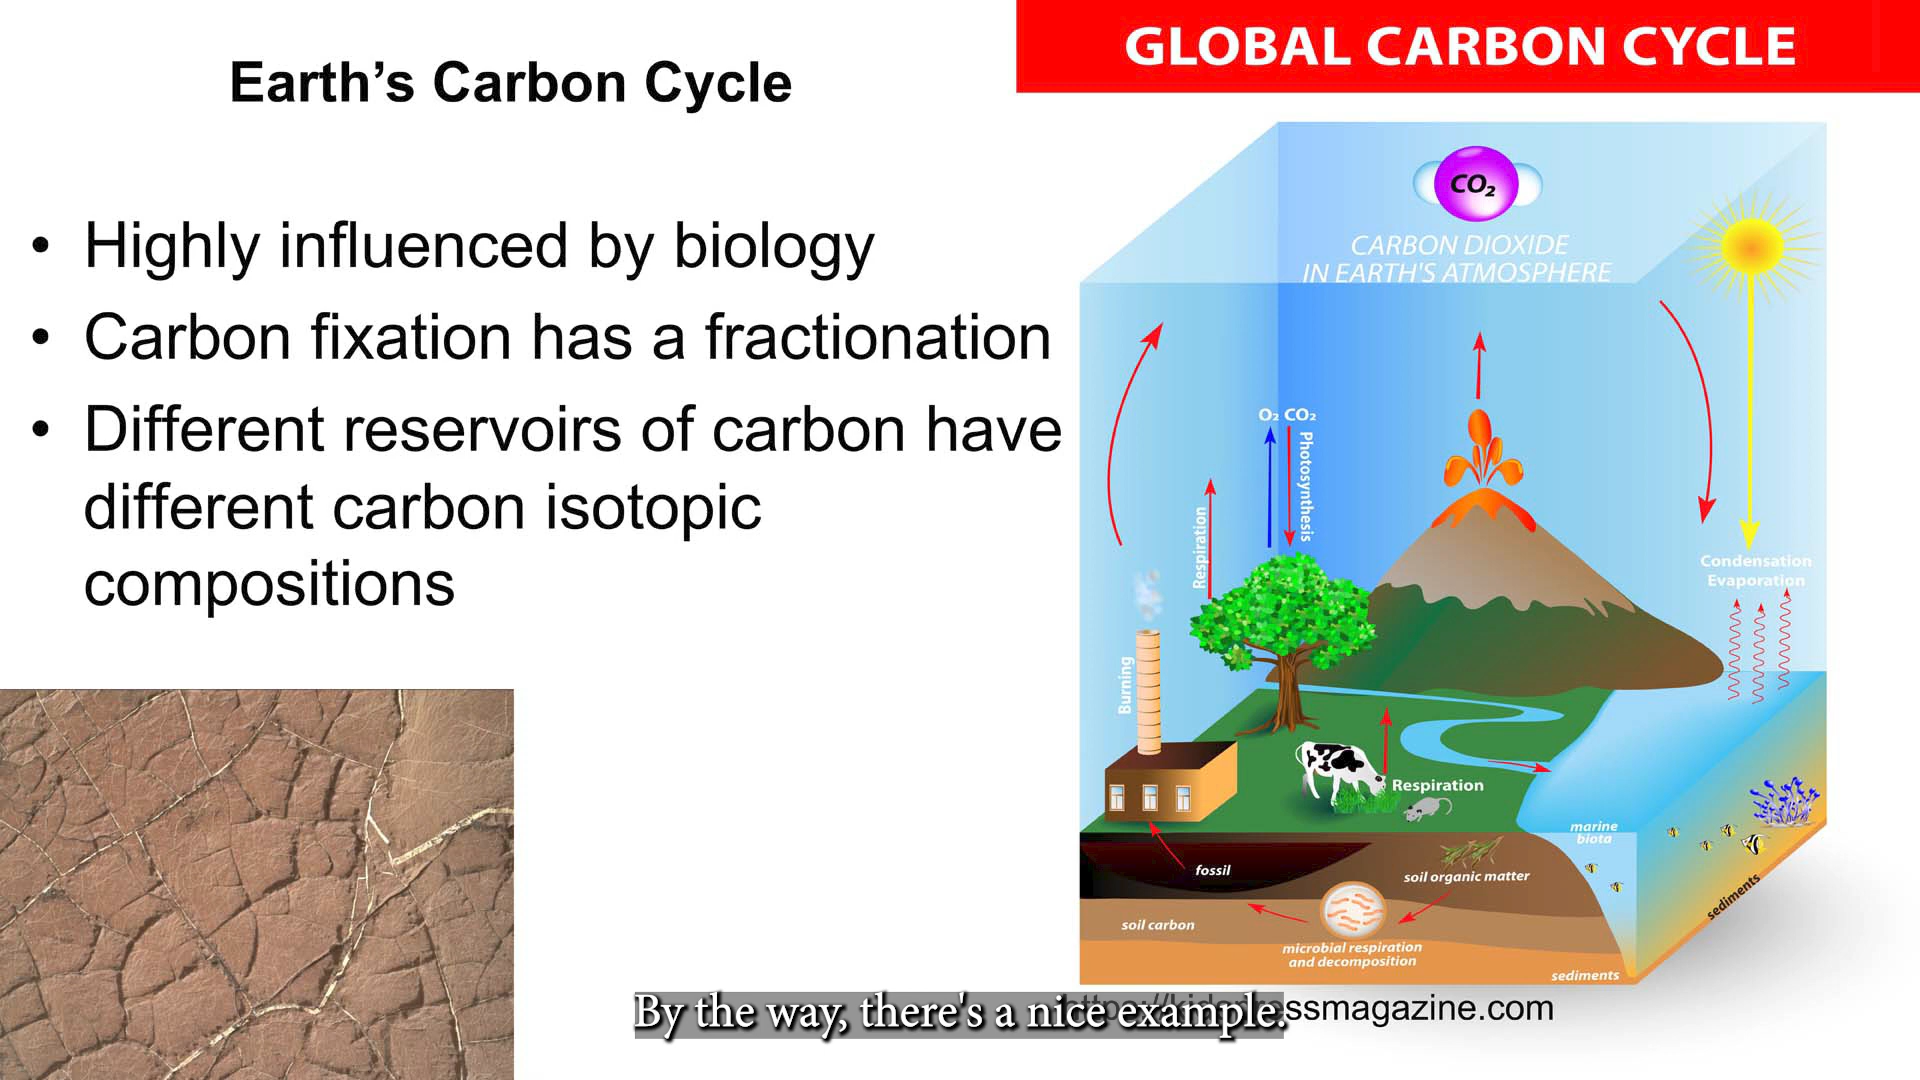 GLOBAL CARBON CYCLE
Earth’s Carbon Cycle
• Highly influenced by biology
• Carbon fixation has a fractionation
• Different reservoirs of carbon have
different carbon isotopic
compositions
CO₂
CARBON DIOXIDE
IN EARTH'S ATMOSPHERE
O₂ CO₂
Photosynthesis
Respiration
Condensation
Evaporation
Burning
Respiration
marine
biota
fossil
soil organic matter
sediments
soil carbon
microbial respiration
and decomposition
sediments
By the way, there's a nice example.
ssmagazine.com